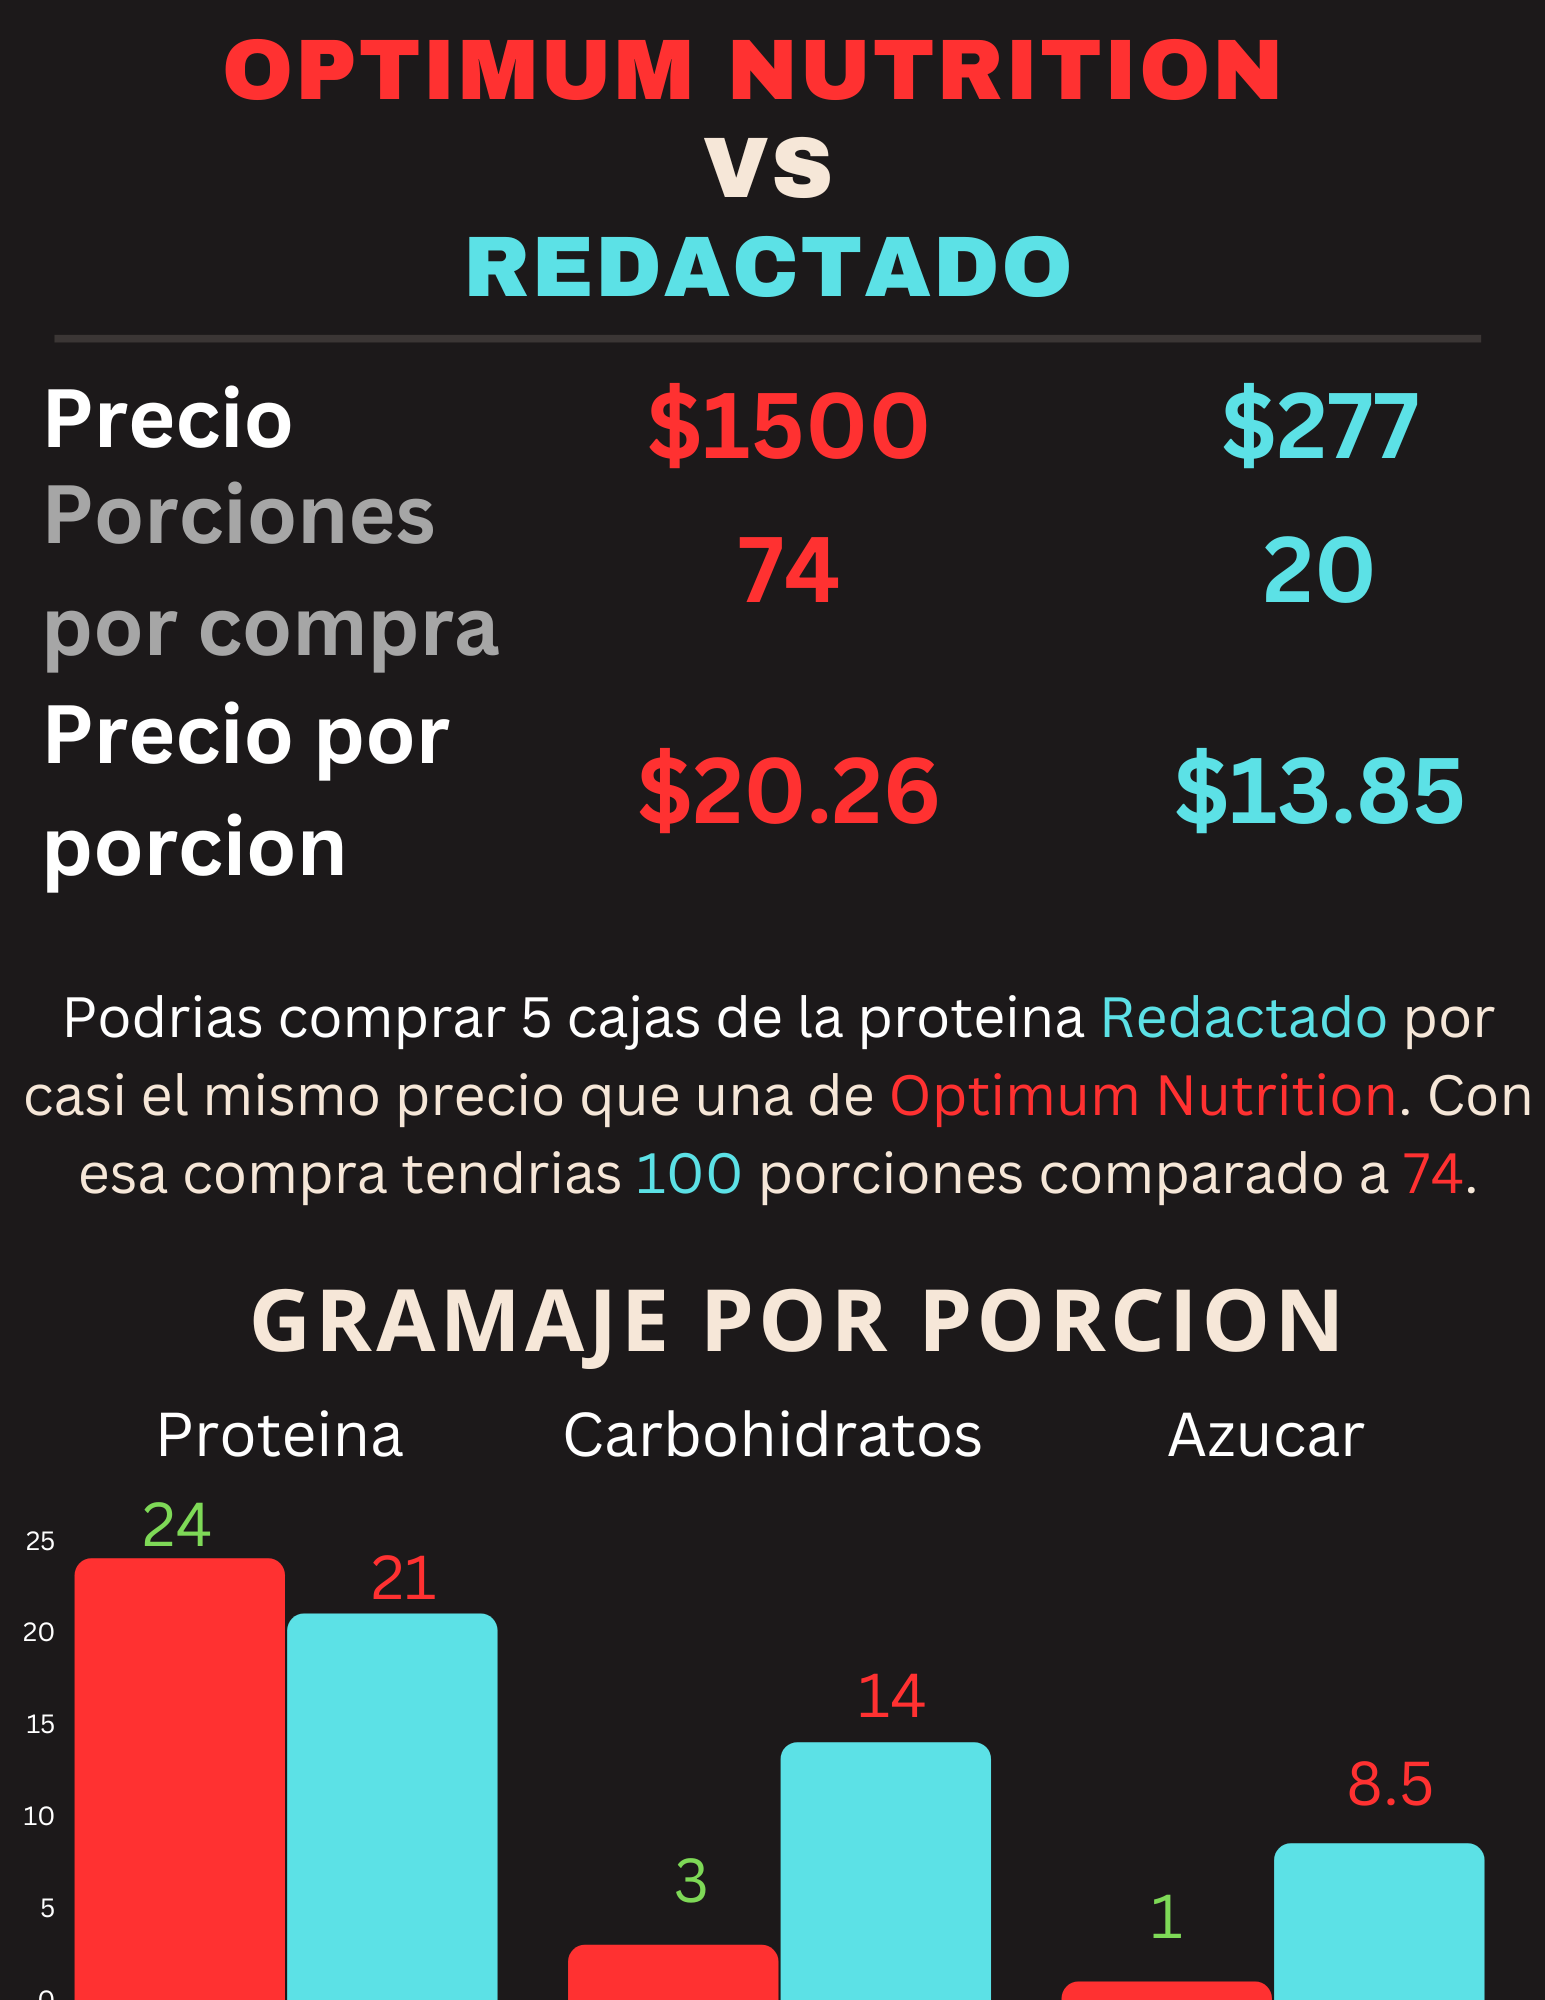 OPTIMUM NUTRITION
VS
REDACTADO
Precio $1500 $277
Porciones
por compra 74 20
Precio por
porcion $20.26 $13.85
Podrias comprar 5 cajas de la proteina Redactado por
casi el mismo precio que una de Optimum Nutrition. Con
esa compra tendrias 100 porciones comparado a 74.
GRAMAJE POR PORCION
Proteina Carbohidratos Azucar
24
25
21
20
14
15
8.5
10
3
1
5
0